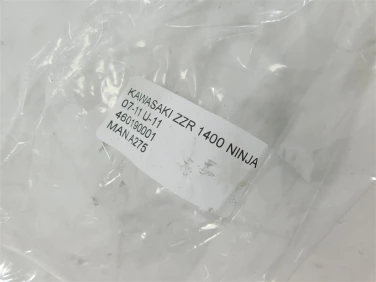 KAWASAKI ZZR 1400 NINJA
07-11 U-11
460190001
MAN.A275